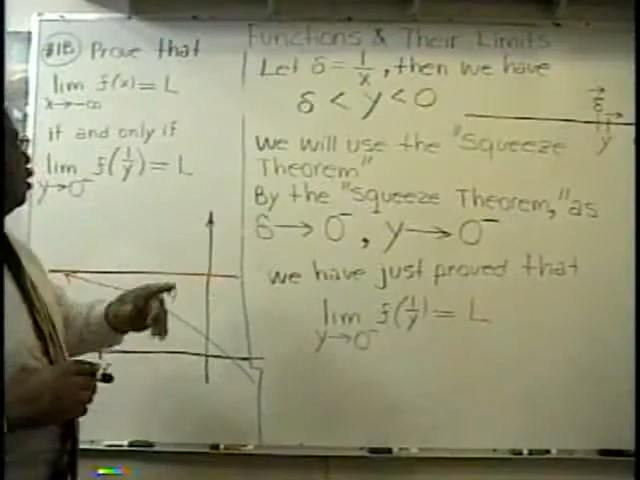 #1B Prove that
lim f(x) = L
x→-∞
if and only if
lim f(1/y) = L
y→0⁻
Functions & Their Limits
Let δ = 1/x, then we have
δ < y < 0
δ
y
we will use the "Squeeze
Theorem"
By the "Squeeze Theorem," as
δ → 0⁻, y → 0⁻
we have just proved that
lim f(1/y) = L
y→0⁻